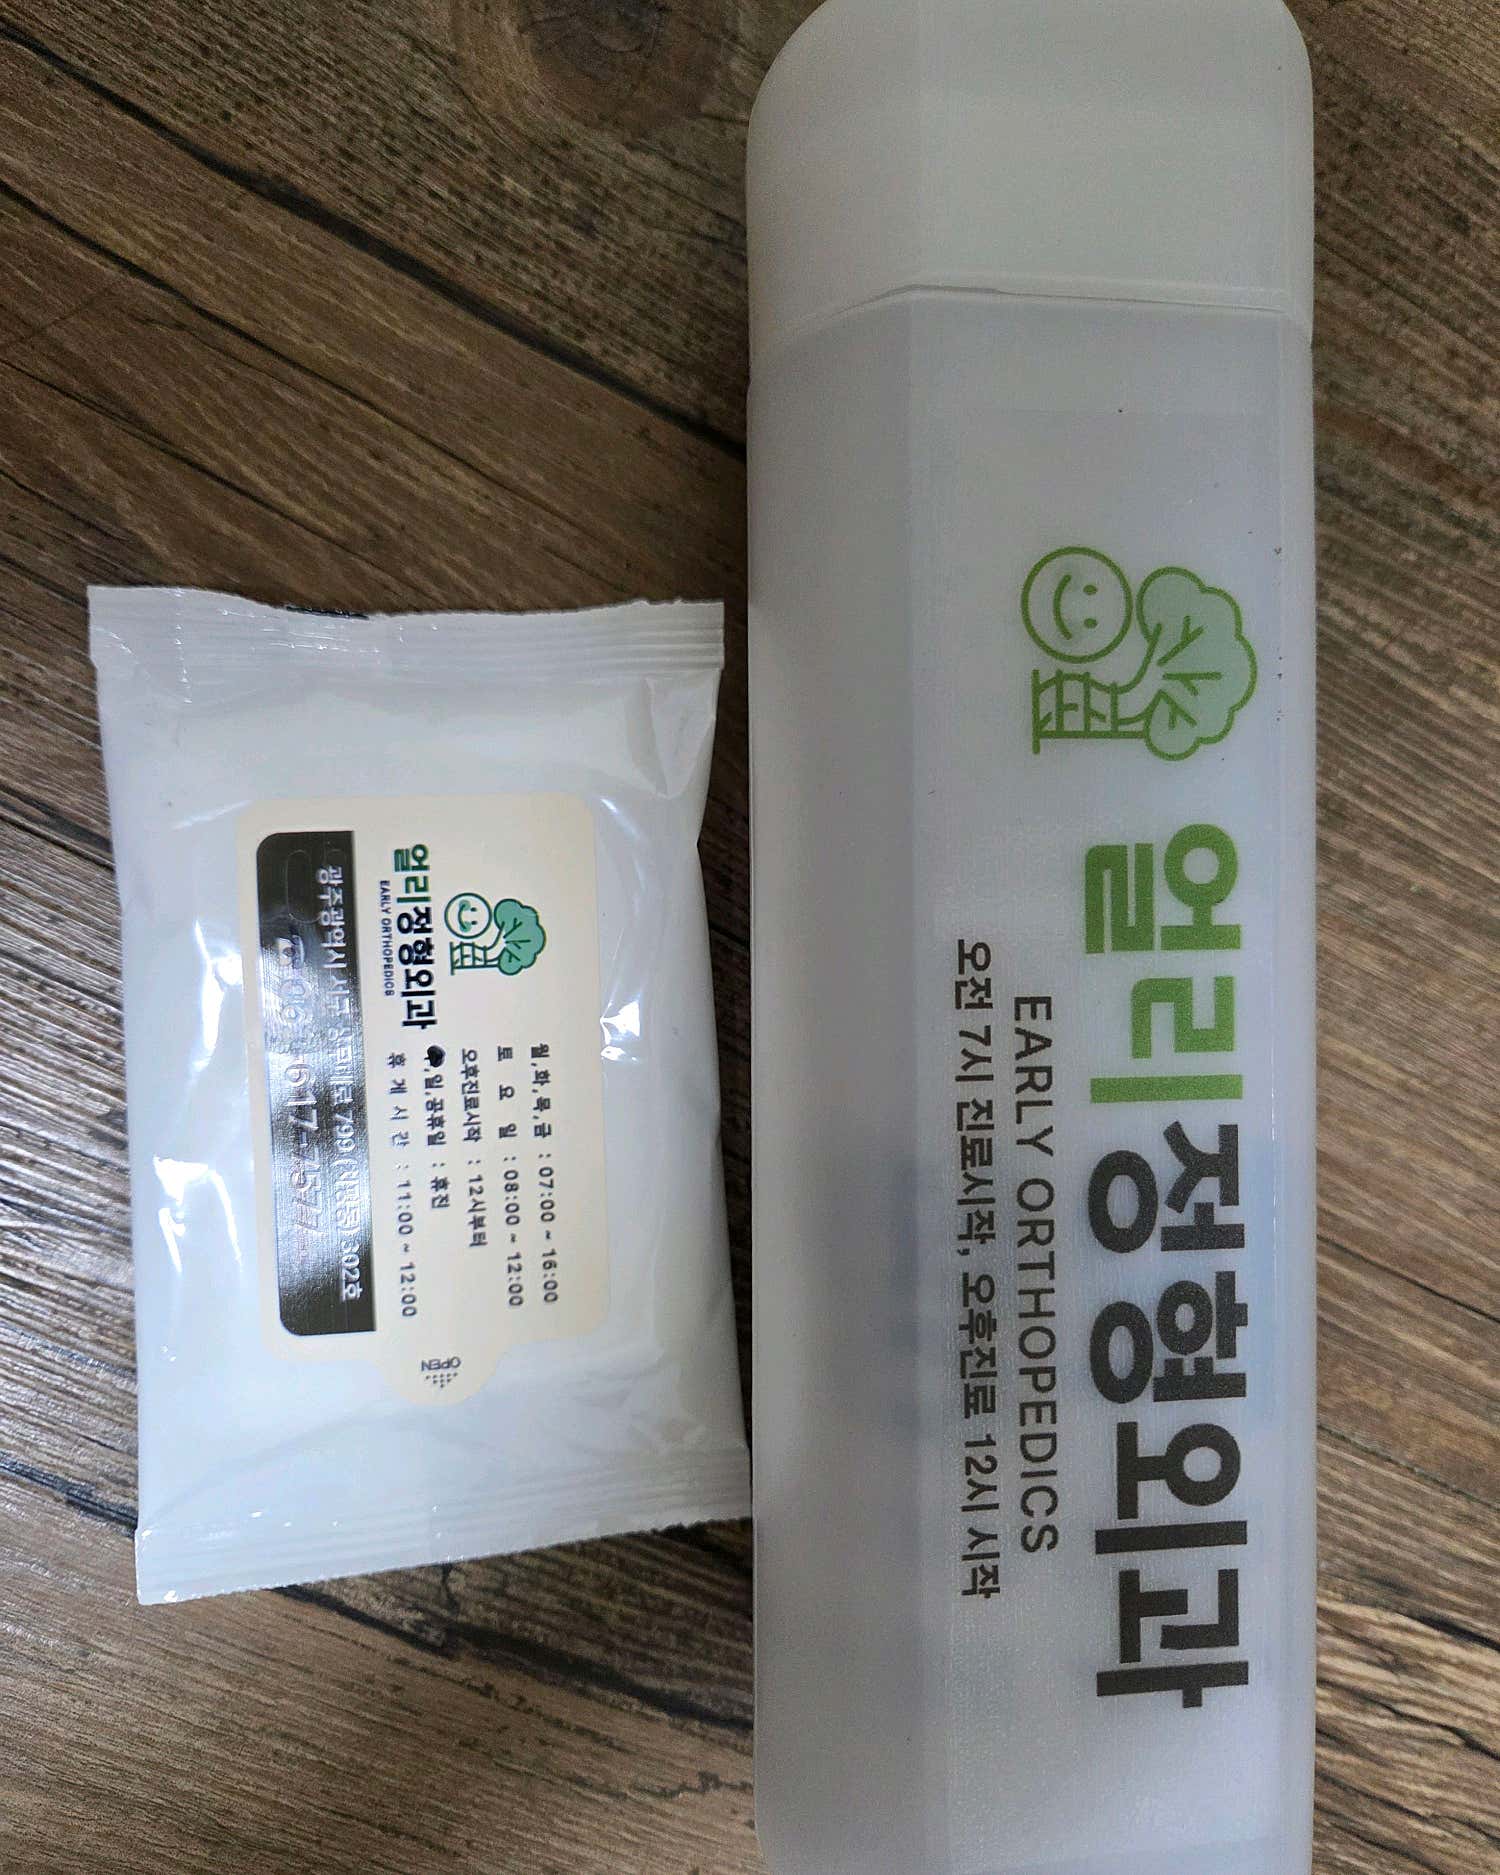 얼리정형외과
EARLY ORTHOPEDICS
오전 7시 진료시작, 오후진료 12시 시작
얼리정형외과
EARLY ORTHOPEDICS
월,화,목,금 : 07:00 ~ 16:00
토 요 일 : 08:00 ~ 12:00
오후진료시작 : 12시부터
,일,공휴일 : 휴진
휴 게 시 간 : 11:00 ~ 12:00
광주광역시 서구 799 302호
617-7577
OPEN